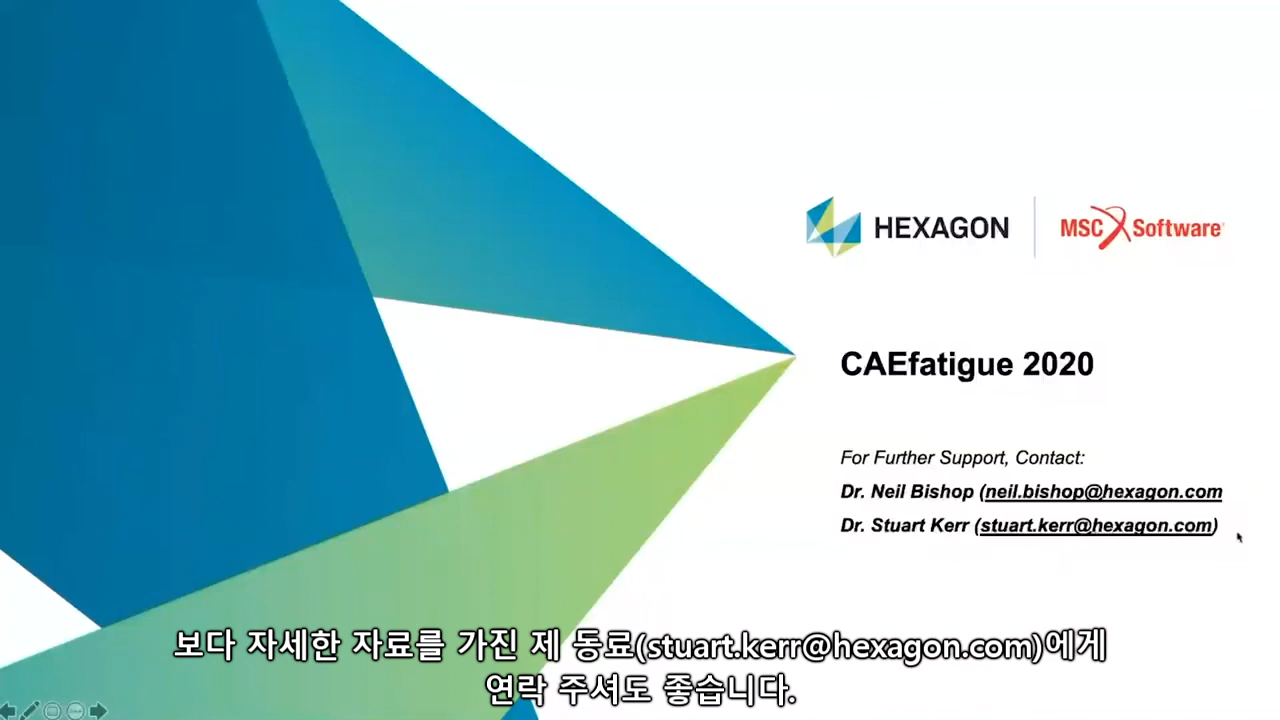 HEXAGON
MSC Software
CAEfatigue 2020
For Further Support, Contact:
Dr. Neil Bishop (neil.bishop@hexagon.com
Dr. Stuart Kerr (stuart.kerr@hexagon.com)
보다 자세한 자료를 가진 제 동료(stuart.kerr@hexagon.com)에게
연락 주셔도 좋습니다.